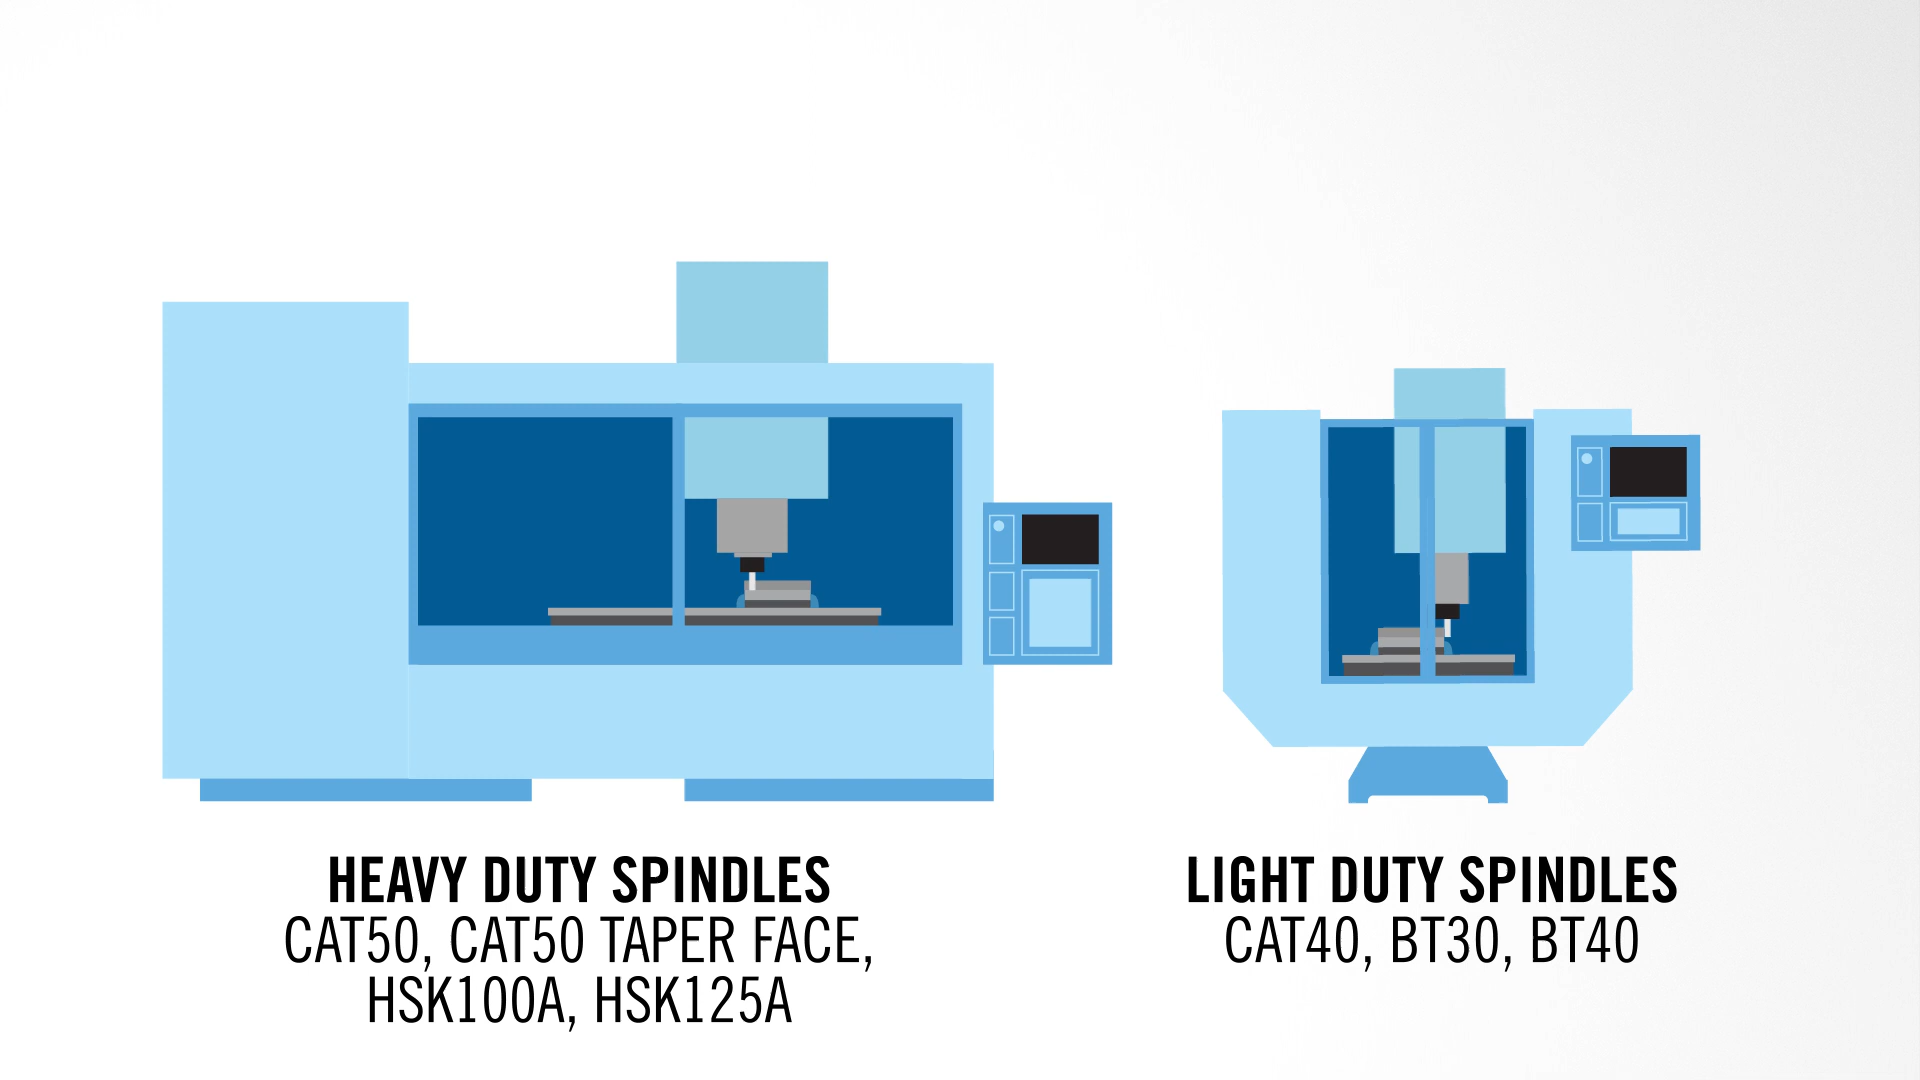 HEAVY DUTY SPINDLES
CAT50, CAT50 TAPER FACE,
HSK100A, HSK125A
LIGHT DUTY SPINDLES
CAT40, BT30, BT40